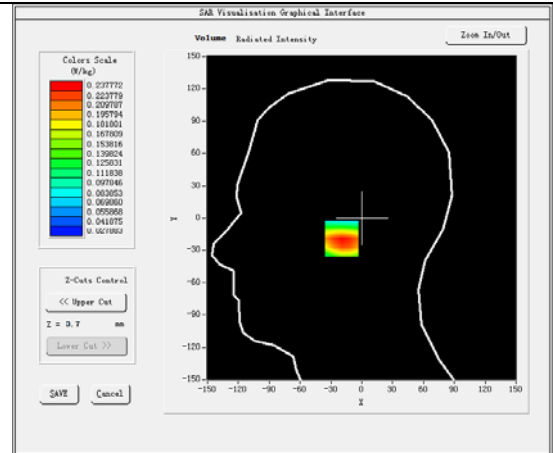 SAR Visualisation Graphical Interface
Volume Radiated Intensity
Zoom In/Out
Colors Scale
(W/kg)
0.237772
0.223779
0.209787
0.195794
0.181801
0.167809
0.153816
0.139824
0.125831
0.111838
0.097846
0.083853
0.069860
0.055868
0.041875
0.027883
150
120
90
60
30
0
-30
-60
-90
-120
-150
Y
-150 -120 -90 -60 -30 0 30 60 90 120 150
X
Z-Cuts Control
<< Upper Cut
Z = 3.7 mm
Lower Cut >>
SAVE Cancel